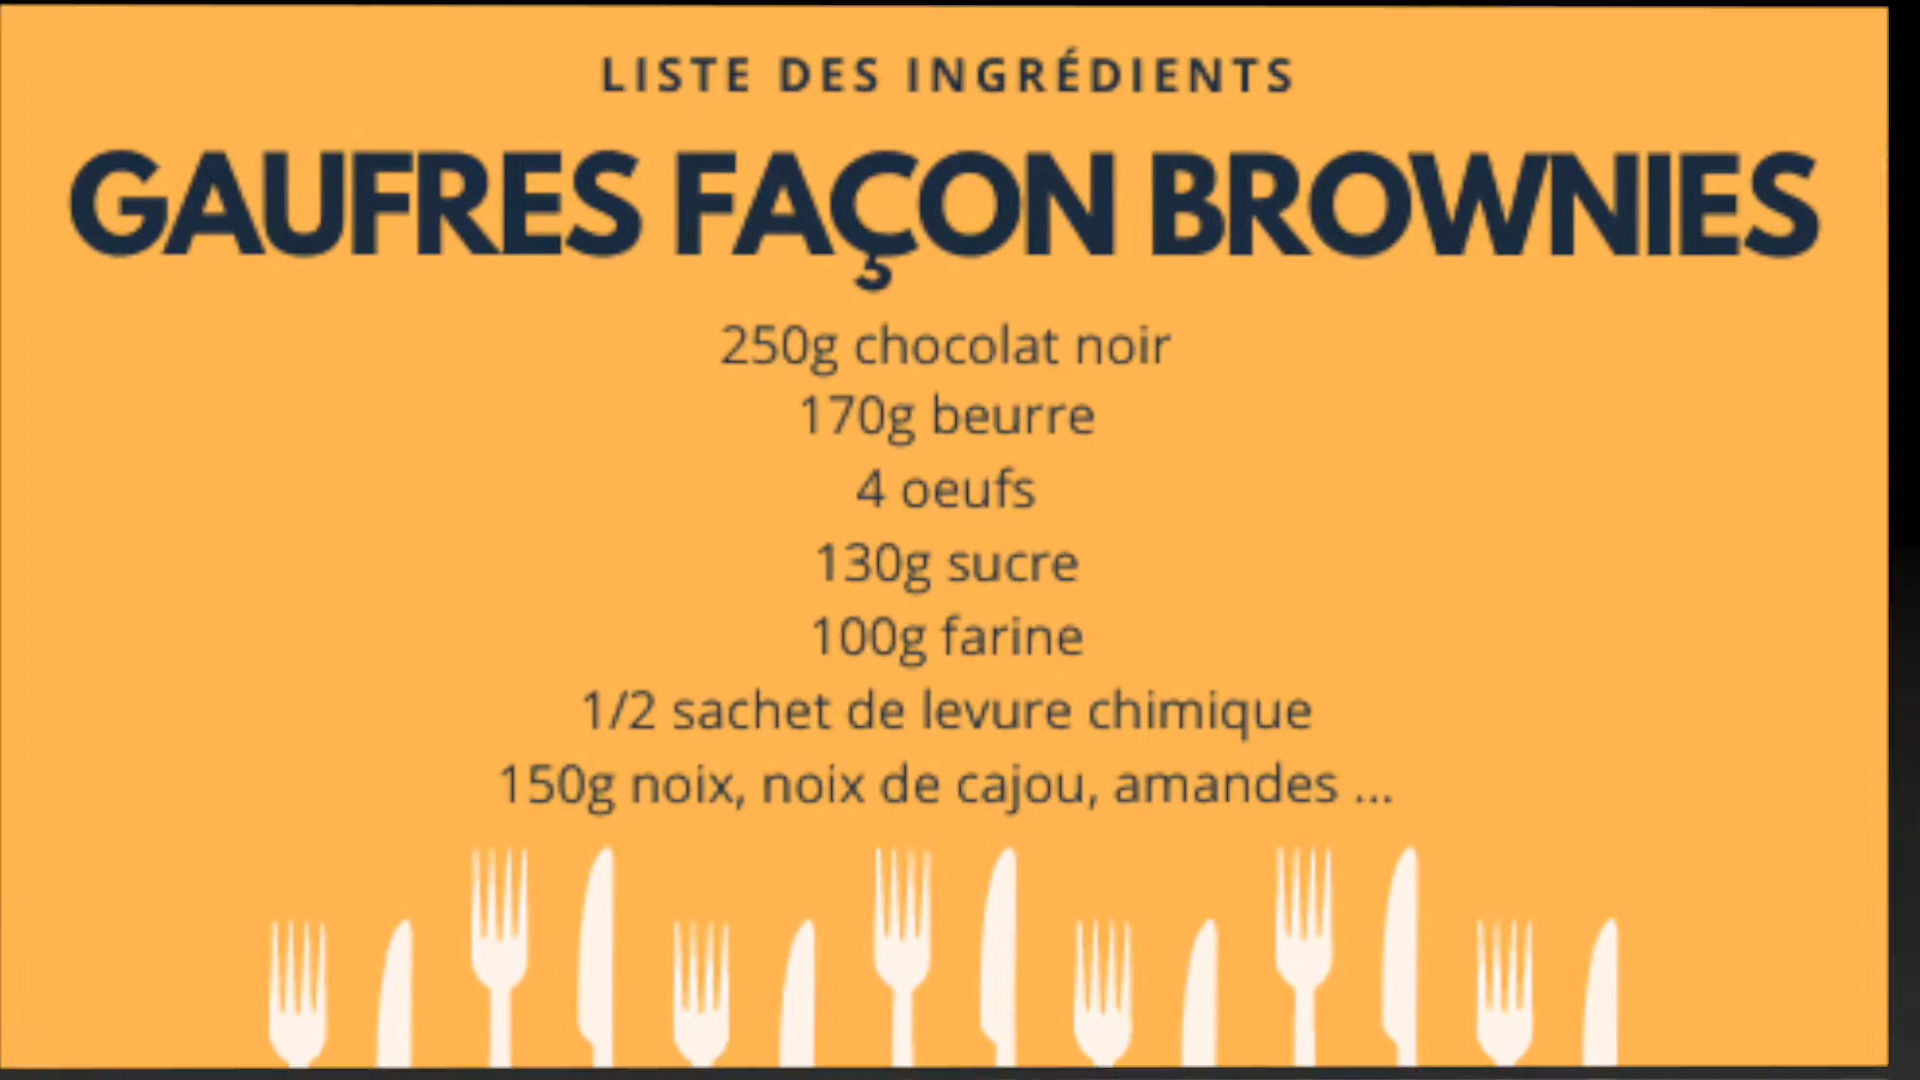 LISTE DES INGRÉDIENTS
GAUFRES FAÇON BROWNIES
250g chocolat noir
170g beurre
4 oeufs
130g sucre
100g farine
1/2 sachet de levure chimique
150g noix, noix de cajou, amandes ...